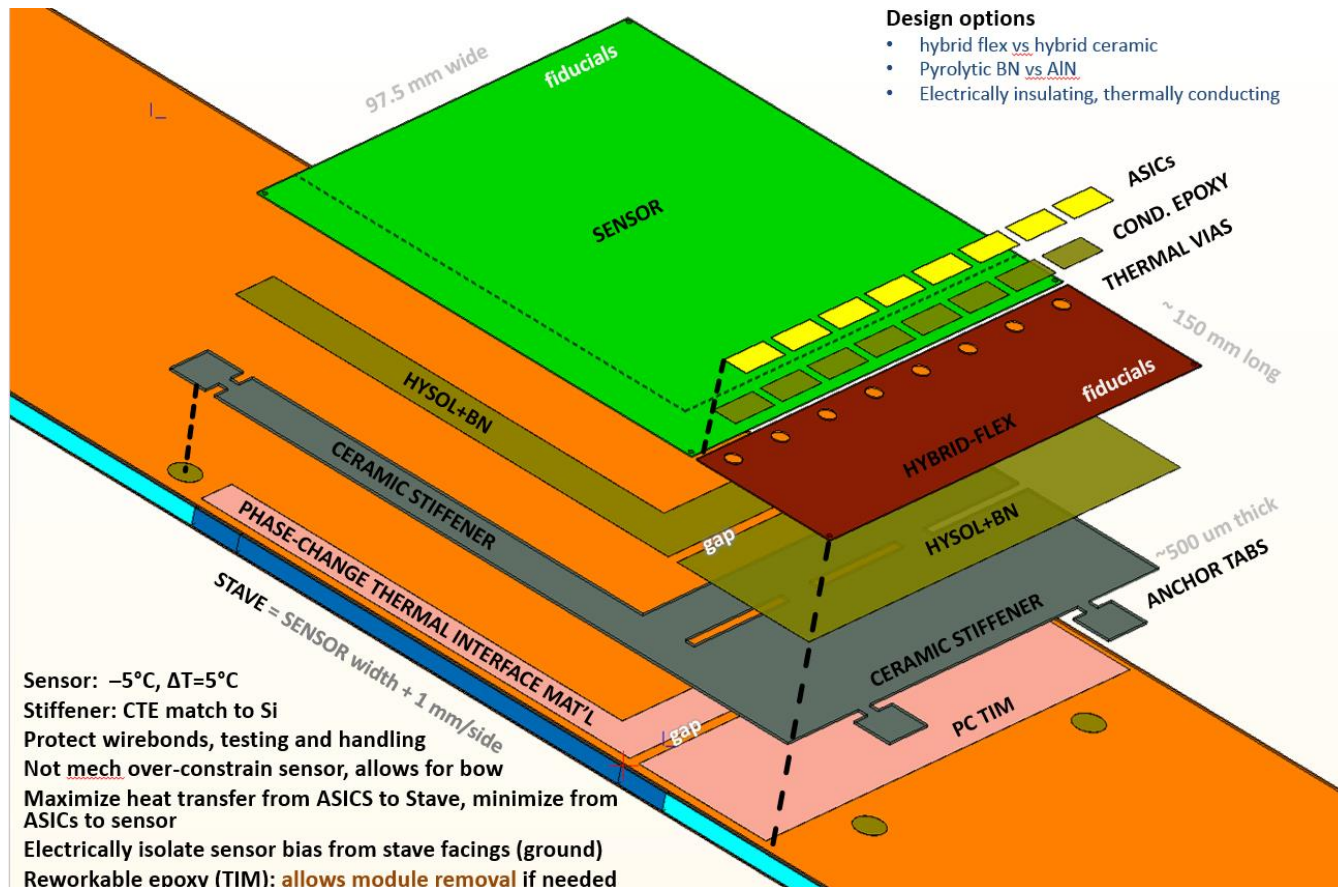 Design options
• hybrid flex vs hybrid ceramic
• Pyrolytic BN vs AlN
• Electrically insulating, thermally conducting
97.5 mm wide
fiducials
SENSOR
ASICs
COND. EPOXY
THERMAL VIAS
~ 150 mm long
fiducials
HYBRID-FLEX
HYSOL+BN
HYSOL+BN
gap
CERAMIC STIFFENER
~500 um thick
ANCHOR TABS
CERAMIC STIFFENER
PHASE-CHANGE THERMAL INTERFACE MAT'L
gap
PC TIM
STAVE = SENSOR width + 1 mm/side
Sensor: –5°C, ΔT=5°C
Stiffener: CTE match to Si
Protect wirebonds, testing and handling
Not mech over-constrain sensor, allows for bow
Maximize heat transfer from ASICS to Stave, minimize from
ASICs to sensor
Electrically isolate sensor bias from stave facings (ground)
Reworkable epoxy (TIM): allows module removal if needed